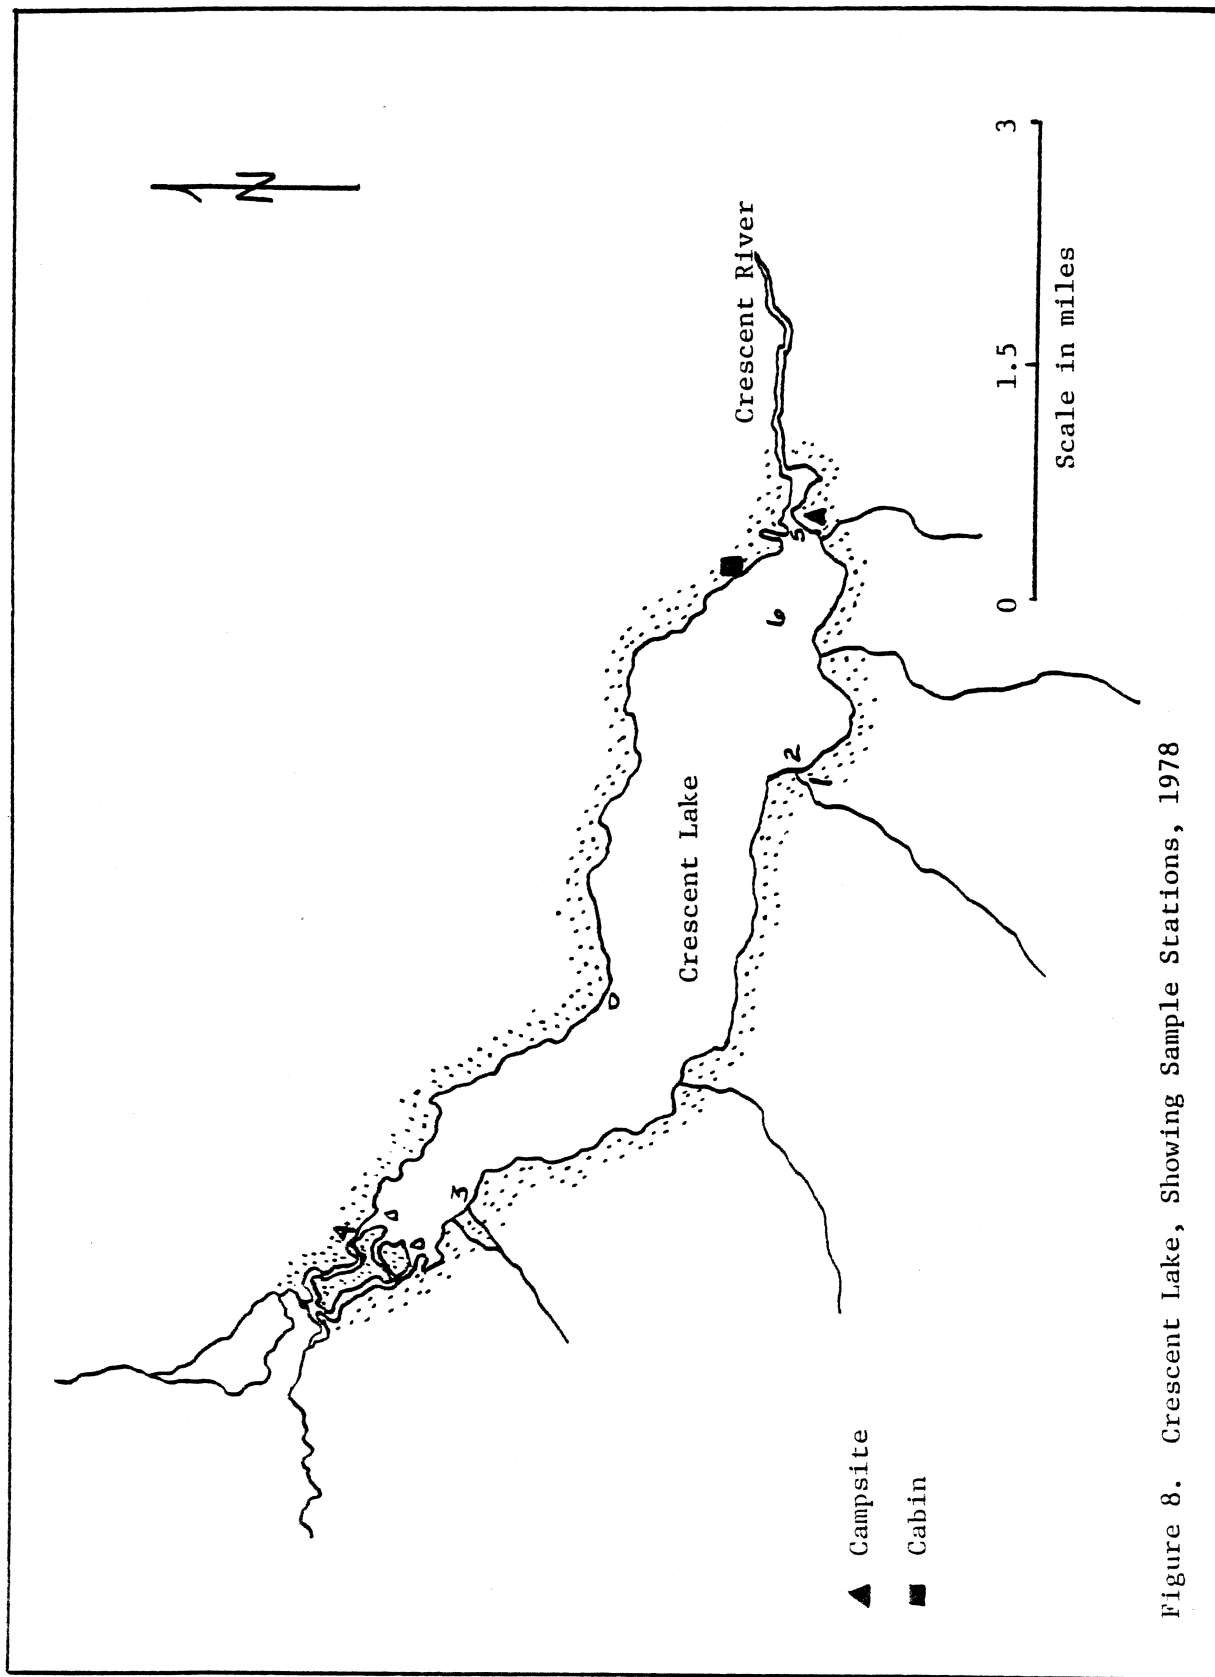 N
Crescent River
Crescent Lake
4
3
2
1
5
6
▲ Campsite
■ Cabin
0 1.5 3
Scale in miles
Figure 8. Crescent Lake, Showing Sample Stations, 1978